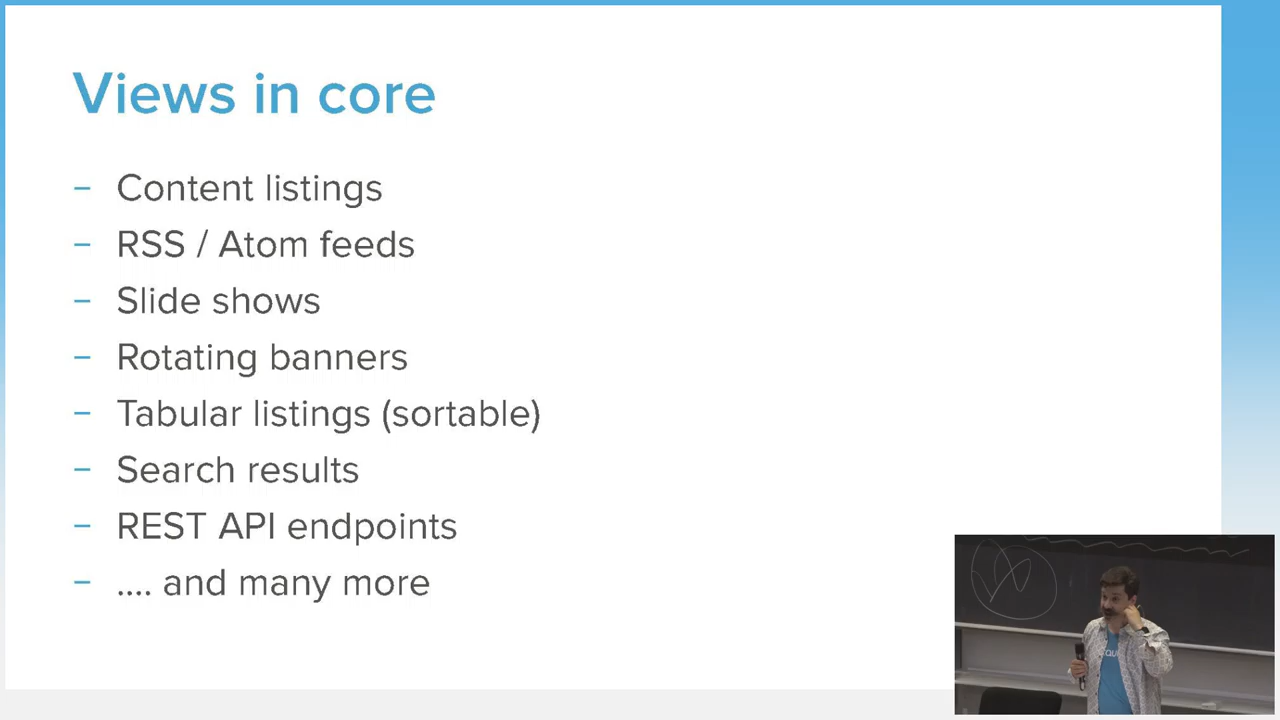 Views in core
– Content listings
– RSS / Atom feeds
– Slide shows
– Rotating banners
– Tabular listings (sortable)
– Search results
– REST API endpoints
– .... and many more